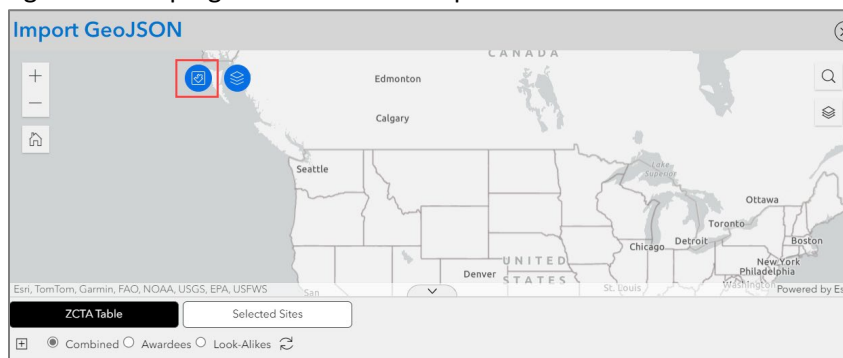 Import GeoJSON
CANADA
Edmonton
Calgary
Seattle
Lake Superior
Ottawa
Toronto
Chicago
Detroit
Boston
New York
UNITED
Philadelphia
Denver
STATES
St. Louis
Washington
San
Esri, TomTom, Garmin, FAO, NOAA, USGS, EPA, USFWS
Powered by Es
ZCTA Table
Selected Sites
Combined
Awardees
Look-Alikes